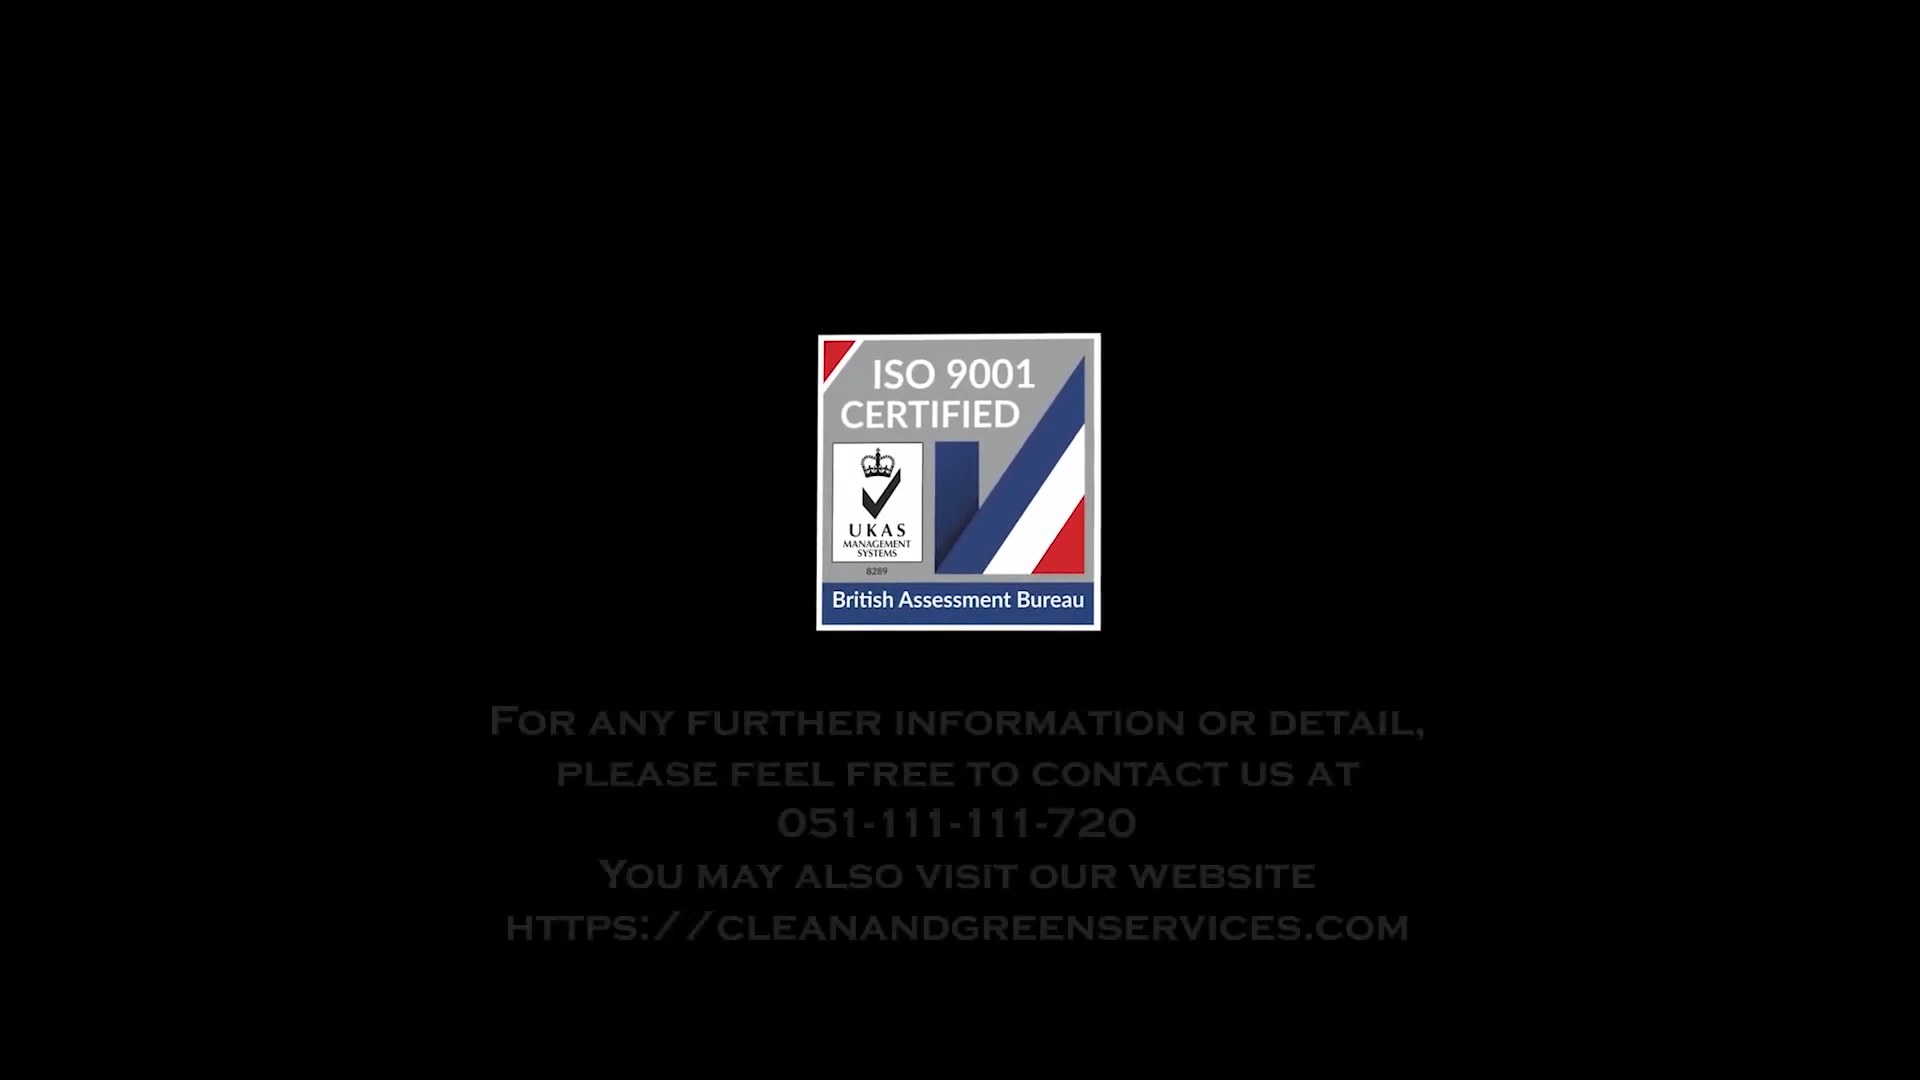 ISO 9001
CERTIFIED
UKAS
MANAGEMENT
SYSTEMS
8289
British Assessment Bureau
For any further information or detail,
please feel free to contact us at
051-111-111-720
You may also visit our website
https://cleanandgreenservices.com